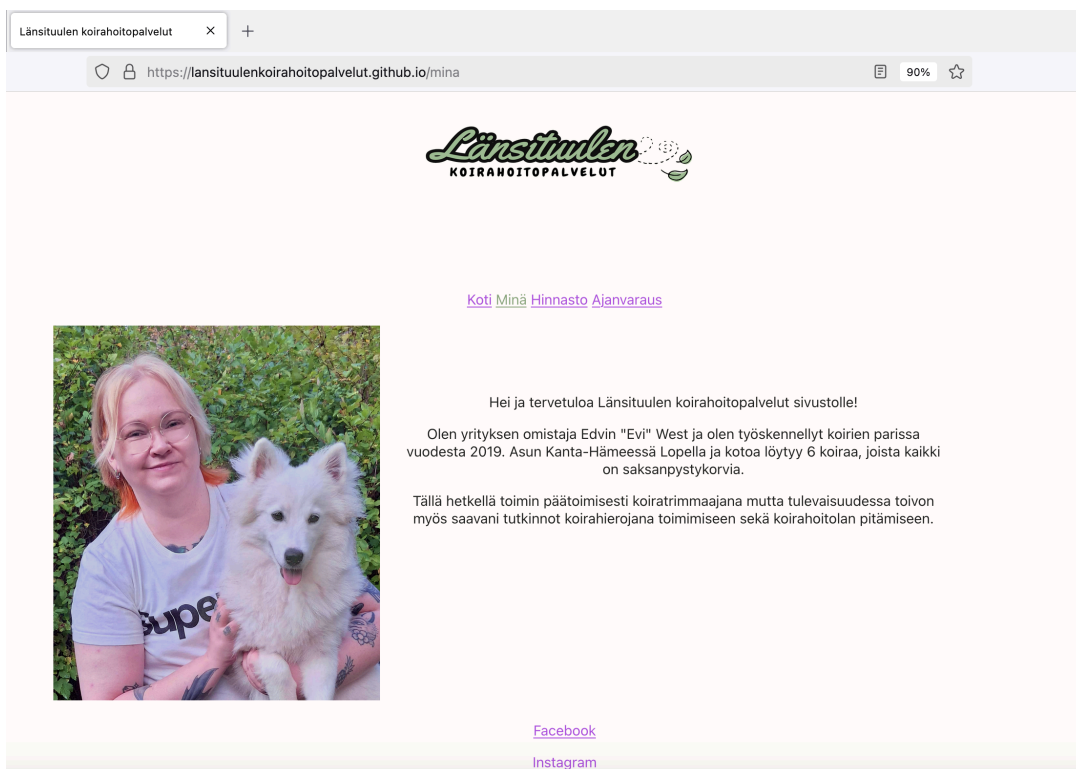 Länsituulen koirahoitopalvelut
https://lansituulenkoirahoitopalvelut.github.io/mina
90%
Länsituulen
KOIRAHOITOPALVELUT
Koti Minä Hinnasto Ajanvaraus
Hei ja tervetuloa Länsituulen koirahoitopalvelut sivustolle!
Olen yrityksen omistaja Edvin "Evi" West ja olen työskennellyt koirien parissa
vuodesta 2019. Asun Kanta-Hämeessä Lopella ja kotoa löytyy 6 koiraa, joista kaikki
on saksanpystykorvia.
Tällä hetkellä toimin päätoimisesti koiratrimmaajana mutta tulevaisuudessa toivon
myös saavani tutkinnot koirahierojana toimimiseen sekä koirahoitolan pitämiseen.
Supe
Facebook
Instagram